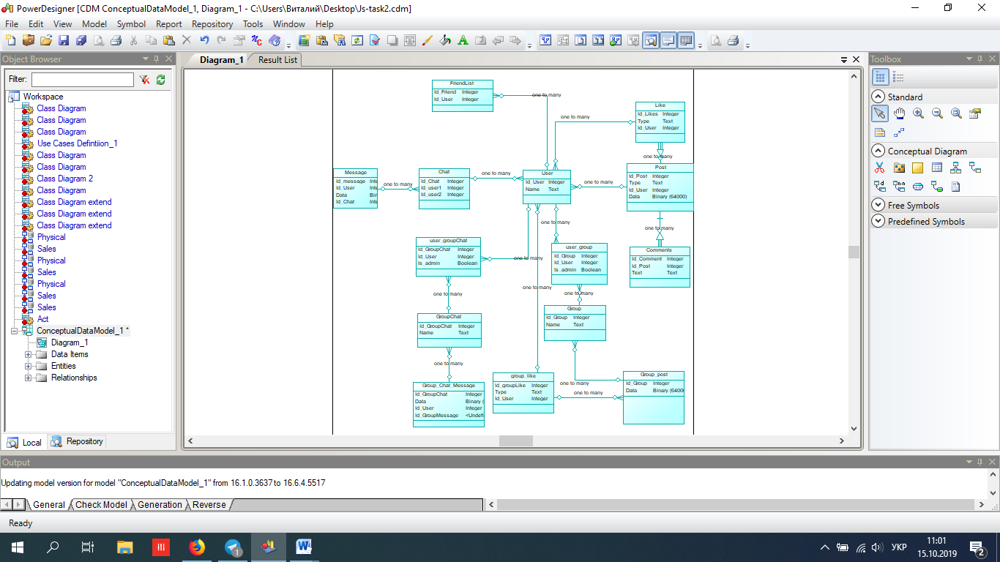 PowerDesigner [CDM ConceptualDataModel_1, Diagram_1 - C:\Users\Виталий\Desktop\Js-task2.cdm]
File Edit View Model Symbol Report Repository Tools Window Help
Object Browser
Filter:
Workspace
Class Diagram
Class Diagram
Class Diagram
Use Cases Defintiion_1
Class Diagram
Class Diagram
Class Diagram 2
Class Diagram
Class Diagram extend
Class Diagram extend
Class Diagram extend
Physical
Sales
Physical
Sales
Physical
Sales
Sales
Act
ConceptualDataModel_1 *
Diagram_1
Data Items
Entities
Relationships
Local Repository
Diagram_1 Result List
FriendList
Id_Friend Integer
Id_User Integer
one to many
one to many
Like
Id_Likes Integer
Type Text
Id_User Integer
one to many
Message
Id_message Inte
Id_User Inte
Data Bin
Id_Chat Inte
one to many
Chat
Id_Chat Integer
Id_user1 Integer
Id_user2 Integer
one to many
User
Id_User Integer
Name Text
one to many
Post
Id_Post Integer
Type Text
Id_User Integer
Data Binary (64000)
one to many
one to many
user_groupChat
Id_GroupChat Integer
Id_User Integer
Is_admin Boolean
one to many
user_group
Id_Group Integer
Id_User Integer
Is_admin Boolean
Comments
Id_Comment Integer
Id_Post Integer
Text Text
one to many
one to many
one to many
GroupChat
Id_GroupChat Integer
Name Text
Group
Id_Group Integer
Name Text
one to many
Group_Chat_Message
Id_GroupChat Integer
Data Binary (
Id_User Integer
Id_GroupMessage <Undefi
group_like
Id_groupLike Integer
Type Text
Id_User Integer
one to many
one to many
Group_post
Id_Group Integer
Data Binary (6400
Toolbox
Standard
Conceptual Diagram
Free Symbols
Predefined Symbols
Output
Updating model version for model "ConceptualDataModel_1" from 16.1.0.3637 to 16.6.4.5517
General Check Model Generation Reverse
Ready
1
УКР
11:01
15.10.2019
2